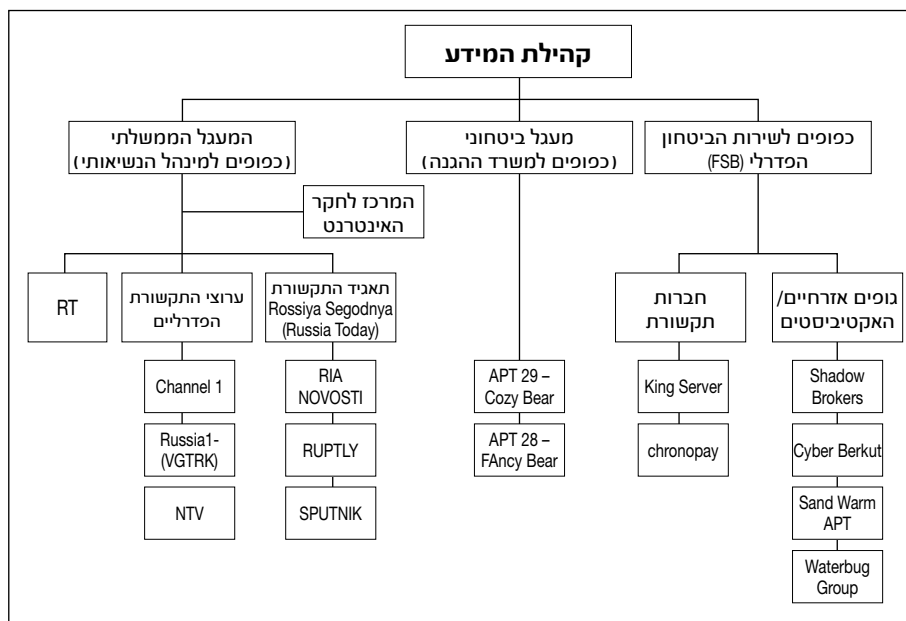 קהילת המידע
כפופים לשירות הביטחון
הפדרלי (FSB)
מעגל ביטחוני
(כפופים למשרד ההגנה)
המעגל הממשלתי
(כפופים למינהל הנשיאותי)
המרכז לחקר
האינטרנט
גופים אזרחיים/
האקטיביסטים
חברות
תקשורת
תאגיד התקשורת
Rossiya Segodnya
(Russia Today)
ערוצי התקשורת
הפדרליים
RT
Shadow
Brokers
Cyber Berkut
Sand Warm
APT
Waterbug
Group
King Server
chronopay
APT 29 –
Cozy Bear
APT 28 –
FAncy Bear
RIA
NOVOSTI
RUPTLY
SPUTNIK
Channel 1
Russia1-
(VGTRK)
NTV